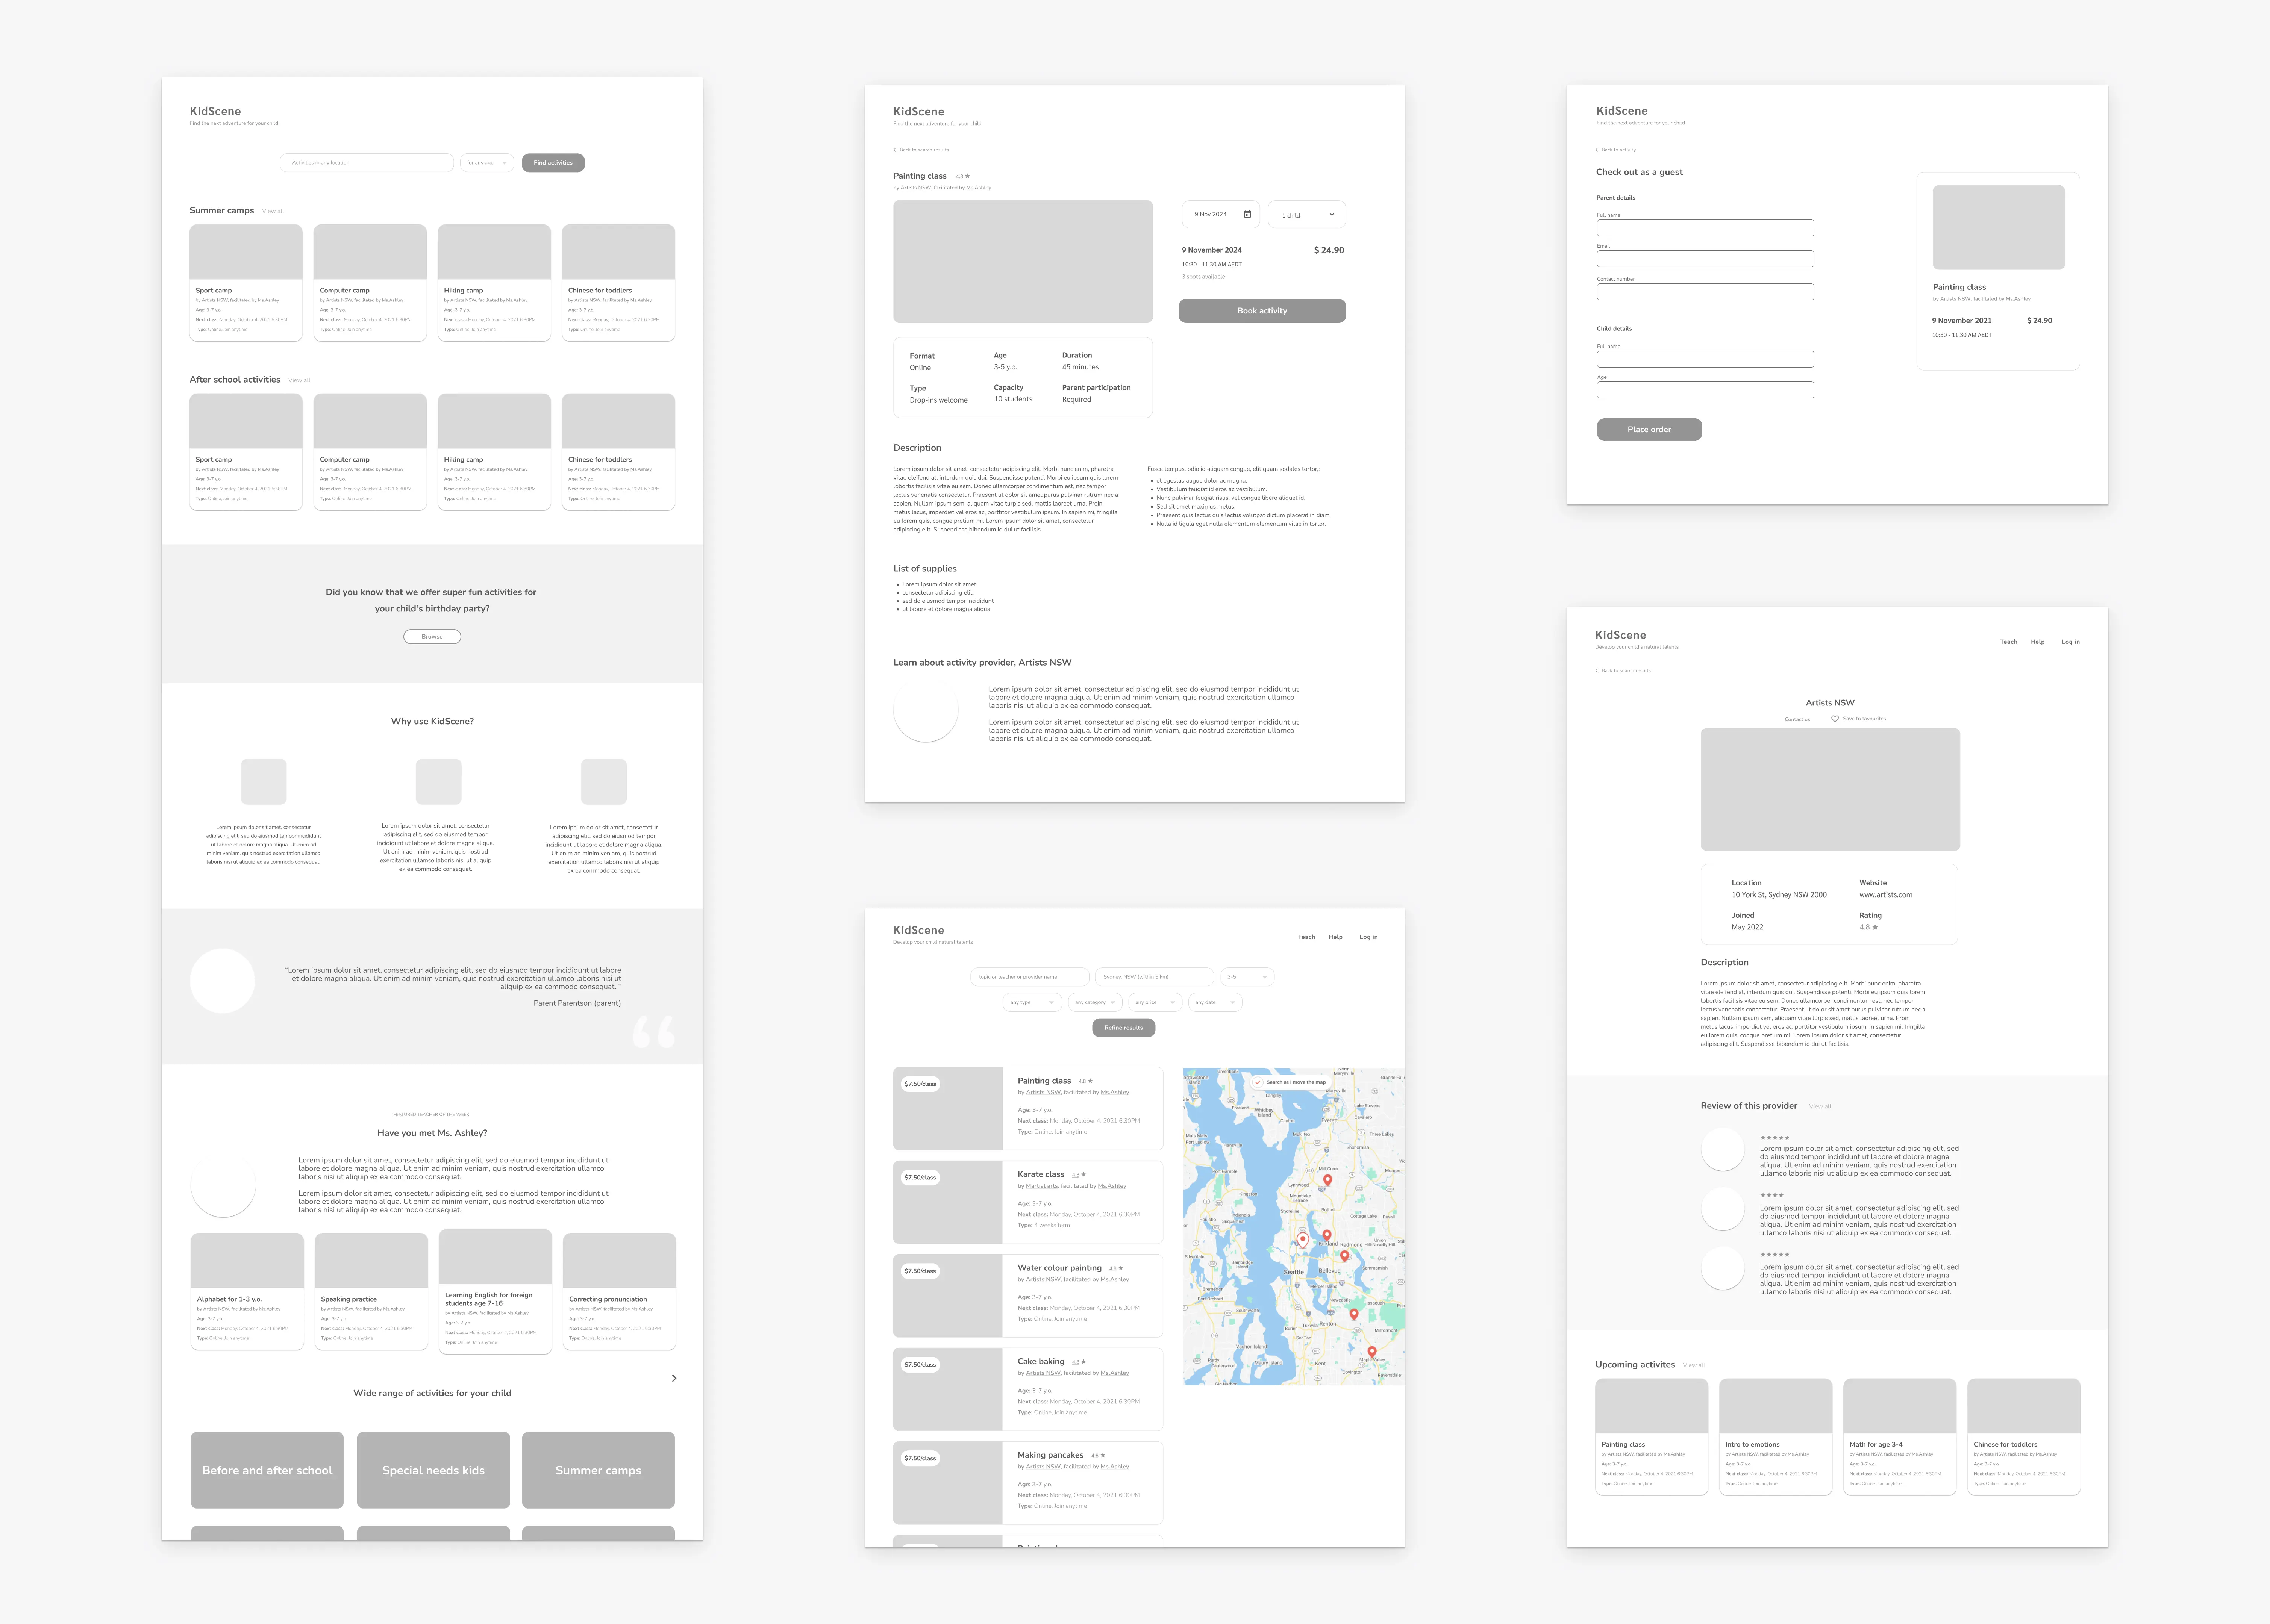 KidScene
Find the next adventure for your child
Activities in any location
for any age
Find activities
Summer camps View all
Sport camp
by Artists NSW, facilitated by Ms.Ashley
Age: 3-7 y.o.
Next class: Monday, October 4, 2021 6:30PM
Type: Online, Join anytime
Computer camp
by Artists NSW, facilitated by Ms.Ashley
Age: 3-7 y.o.
Next class: Monday, October 4, 2021 6:30PM
Type: Online, Join anytime
Hiking camp
by Artists NSW, facilitated by Ms.Ashley
Age: 3-7 y.o.
Next class: Monday, October 4, 2021 6:30PM
Type: Online, Join anytime
Chinese for toddlers
by Artists NSW, facilitated by Ms.Ashley
Age: 3-7 y.o.
Next class: Monday, October 4, 2021 6:30PM
Type: Online, Join anytime
After school activities View all
Sport camp
by Artists NSW, facilitated by Ms.Ashley
Age: 3-7 y.o.
Next class: Monday, October 4, 2021 6:30PM
Type: Online, Join anytime
Computer camp
by Artists NSW, facilitated by Ms.Ashley
Age: 3-7 y.o.
Next class: Monday, October 4, 2021 6:30PM
Type: Online, Join anytime
Hiking camp
by Artists NSW, facilitated by Ms.Ashley
Age: 3-7 y.o.
Next class: Monday, October 4, 2021 6:30PM
Type: Online, Join anytime
Chinese for toddlers
by Artists NSW, facilitated by Ms.Ashley
Age: 3-7 y.o.
Next class: Monday, October 4, 2021 6:30PM
Type: Online, Join anytime
Did you know that we offer super fun activities for
your child's birthday party?
Browse
Why use KidScene?
Lorem ipsum dolor sit amet, consectetur
adipiscing elit, sed do eiusmod tempor incididunt
ut labore et dolore magna aliqua. Ut enim ad
minim veniam, quis nostrud exercitation ullamco
laboris nisi ut aliquip ex ea commodo consequat.
Lorem ipsum dolor sit amet, consectetur
adipiscing elit, sed do eiusmod tempor
incididunt ut labore et dolore magna aliqua.
Ut enim ad minim veniam, quis nostrud
exercitation ullamco laboris nisi ut aliquip
ex ea commodo consequat.
Lorem ipsum dolor sit amet, consectetur
adipiscing elit, sed do eiusmod tempor
incididunt ut labore et dolore magna aliqua.
Ut enim ad minim veniam, quis nostrud
exercitation ullamco laboris nisi ut aliquip
ex ea commodo consequat.
"Lorem ipsum dolor sit amet, consectetur adipiscing elit, sed do eiusmod tempor incididunt ut labore
et dolore magna aliqua. Ut enim ad minim veniam, quis nostrud exercitation ullamco laboris nisi ut
aliquip ex ea commodo consequat. "
Parent Parentson (parent)
“
FEATURED TEACHER OF THE WEEK
Have you met Ms. Ashley?
Lorem ipsum dolor sit amet, consectetur adipiscing elit, sed do eiusmod tempor incididunt ut
labore et dolore magna aliqua. Ut enim ad minim veniam, quis nostrud exercitation ullamco
laboris nisi ut aliquip ex ea commodo consequat.
Lorem ipsum dolor sit amet, consectetur adipiscing elit, sed do eiusmod tempor incididunt ut
labore et dolore magna aliqua. Ut enim ad minim veniam, quis nostrud exercitation ullamco
laboris nisi ut aliquip ex ea commodo consequat.
Alphabet for 1-3 y.o.
by Artists NSW, facilitated by Ms.Ashley
Age: 3-7 y.o.
Next class: Monday, October 4, 2021 6:30PM
Type: Online, Join anytime
Speaking practice
by Artists NSW, facilitated by Ms.Ashley
Age: 3-7 y.o.
Next class: Monday, October 4, 2021 6:30PM
Type: Online, Join anytime
Learning English for foreign
students age 7-16
by Artists NSW, facilitated by Ms.Ashley
Age: 3-7 y.o.
Next class: Monday, October 4, 2021 6:30PM
Type: Online, Join anytime
Correcting pronunciation
by Artists NSW, facilitated by Ms.Ashley
Age: 3-7 y.o.
Next class: Monday, October 4, 2021 6:30PM
Type: Online, Join anytime
Wide range of activities for your child
Before and after school
Special needs kids
Summer camps
KidScene
Find the next adventure for your child
Back to search results
Painting class 4.8 ★
by Artists NSW, facilitated by Ms.Ashley
9 Nov 2024
1 child
9 November 2024 $ 24.90
10:30 - 11:30 AM AEDT
3 spots available
Book activity
Format
Online
Age
3-5 y.o.
Duration
45 minutes
Type
Drop-ins welcome
Capacity
10 students
Parent participation
Required
Description
Lorem ipsum dolor sit amet, consectetur adipiscing elit. Morbi nunc enim, pharetra
vitae eleifend at, interdum quis dui. Suspendisse potenti. Morbi eu ipsum quis lorem
lobortis facilisis vitae eu sem. Donec ullamcorper condimentum est, nec tempor
lectus venenatis consectetur. Praesent ut dolor sit amet purus pulvinar rutrum nec a
sapien. Nullam ipsum sem, aliquam vitae turpis sed, mattis laoreet urna. Proin
metus lacus, imperdiet vel eros ac, porttitor vestibulum ipsum. In sapien mi, fringilla
eu lorem quis, congue pretium mi. Lorem ipsum dolor sit amet, consectetur
adipiscing elit. Suspendisse bibendum id dui ut facilisis.
Fusce tempus, odio id aliquam congue, elit quam sodales tortor,:
• et egestas augue dolor ac magna.
• Vestibulum feugiat id eros ac vestibulum.
• Nunc pulvinar feugiat risus, vel congue libero aliquet id.
• Sed sit amet maximus metus.
• Praesent quis lectus quis lectus volutpat dictum placerat in diam.
• Nulla id ligula eget nulla elementum elementum vitae in tortor.
List of supplies
• Lorem ipsum dolor sit amet,
• consectetur adipiscing elit,
• sed do eiusmod tempor incididunt
• ut labore et dolore magna aliqua
Learn about activity provider, Artists NSW
Lorem ipsum dolor sit amet, consectetur adipiscing elit, sed do eiusmod tempor incididunt ut
labore et dolore magna aliqua. Ut enim ad minim veniam, quis nostrud exercitation ullamco
laboris nisi ut aliquip ex ea commodo consequat.
Lorem ipsum dolor sit amet, consectetur adipiscing elit, sed do eiusmod tempor incididunt ut
labore et dolore magna aliqua. Ut enim ad minim veniam, quis nostrud exercitation ullamco
laboris nisi ut aliquip ex ea commodo consequat.
KidScene
Develop your child natural talents
Teach Help Log in
topic or teacher or provider name
Sydney, NSW (within 5 km)
3-5
any type
any category
any price
any date
Refine results
$7.50/class
Painting class 4.8 ★
by Artists NSW, facilitated by Ms.Ashley
Age: 3-7 y.o.
Next class: Monday, October 4, 2021 6:30PM
Type: Online, Join anytime
$7.50/class
Karate class 4.8 ★
by Martial arts, facilitated by Ms.Ashley
Age: 3-7 y.o.
Next class: Monday, October 4, 2021 6:30PM
Type: 4 weeks term
$7.50/class
Water colour painting 4.8 ★
by Artists NSW, facilitated by Ms.Ashley
Age: 3-7 y.o.
Next class: Monday, October 4, 2021 6:30PM
Type: Online, Join anytime
$7.50/class
Cake baking 4.8 ★
by Artists NSW, facilitated by Ms.Ashley
Age: 3-7 y.o.
Next class: Monday, October 4, 2021 6:30PM
Type: Online, Join anytime
$7.50/class
Making pancakes 4.8 ★
by Artists NSW, facilitated by Ms.Ashley
Age: 3-7 y.o.
Next class: Monday, October 4, 2021 6:30PM
Type: Online, Join anytime
Search as I move the map
Marysville
Lake Stevens
Whidbey
Island
Everett
Three Lakes
Mill Creek
Monroe
Lynnwood
Mountlake
Terrace
Kingston
Poulsbo
Bothell
Cottage Lake
Duvall
Kirkland
Redmond
Seattle
Bellevue
Mercer Island
Bainbridge
Island
Silverdale
Issaquah
Newcastle
Renton
Tukwila
Burien
SeaTac
Vashon Island
Kent
Covington
Maple Valley
Ravensdale
Purdy
KidScene
Find the next adventure for your child
Back to activity
Check out as a guest
Parent details
Full name
Email
Contact number
Child details
Full name
Age
Place order
Painting class
by Artists NSW, facilitated by Ms.Ashley
9 November 2021 $ 24.90
10:30 - 11:30 AM AEDT
KidScene
Develop your child's natural talents
Teach Help Log in
Back to search results
Artists NSW
Contact us
Save to favourites
Location
10 York St, Sydney NSW 2000
Website
www.artists.com
Joined
May 2022
Rating
4.8 ★
Description
Lorem ipsum dolor sit amet, consectetur adipiscing elit. Morbi nunc enim, pharetra
vitae eleifend at, interdum quis dui. Suspendisse potenti. Morbi eu ipsum quis lorem
lobortis facilisis vitae eu sem. Donec ullamcorper condimentum est, nec tempor
lectus venenatis consectetur. Praesent ut dolor sit amet purus pulvinar rutrum nec a
sapien. Nullam ipsum sem, aliquam vitae turpis sed, mattis laoreet urna. Proin
metus lacus, imperdiet vel eros ac, porttitor vestibulum ipsum. In sapien mi, fringilla
eu lorem quis, congue pretium mi. Lorem ipsum dolor sit amet, consectetur
adipiscing elit. Suspendisse bibendum id dui ut facilisis.
Review of this provider View all
★★★★★
Lorem ipsum dolor sit amet, consectetur adipiscing elit, sed
do eiusmod tempor incididunt ut labore et dolore magna
aliqua. Ut enim ad minim veniam, quis nostrud exercitation
ullamco laboris nisi ut aliquip ex ea commodo consequat.
★★★★
Lorem ipsum dolor sit amet, consectetur adipiscing elit, sed
do eiusmod tempor incididunt ut labore et dolore magna
aliqua. Ut enim ad minim veniam, quis nostrud exercitation
ullamco laboris nisi ut aliquip ex ea commodo consequat.
★★★★★
Lorem ipsum dolor sit amet, consectetur adipiscing elit, sed
do eiusmod tempor incididunt ut labore et dolore magna
aliqua. Ut enim ad minim veniam, quis nostrud exercitation
ullamco laboris nisi ut aliquip ex ea commodo consequat.
Upcoming activites View all
Painting class
by Artists NSW, facilitated by Ms.Ashley
Age: 3-7 y.o.
Next class: Monday, October 4, 2021 6:30PM
Type: Online, Join anytime
Intro to emotions
by Artists NSW, facilitated by Ms.Ashley
Age: 3-7 y.o.
Next class: Monday, October 4, 2021 6:30PM
Type: Online, Join anytime
Math for age 3-4
by Artists NSW, facilitated by Ms.Ashley
Age: 3-7 y.o.
Next class: Monday, October 4, 2021 6:30PM
Type: Online, Join anytime
Chinese for toddlers
by Artists NSW, facilitated by Ms.Ashley
Age: 3-7 y.o.
Next class: Monday, October 4, 2021 6:30PM
Type: Online, Join anytime